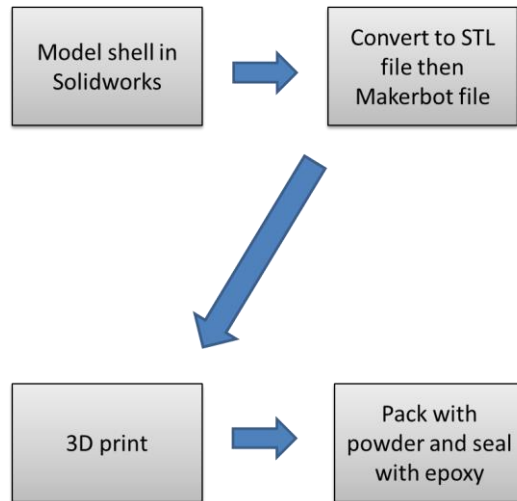 Model shell in
Solidworks
Convert to STL
file then
Makerbot file
3D print
Pack with
powder and seal
with epoxy